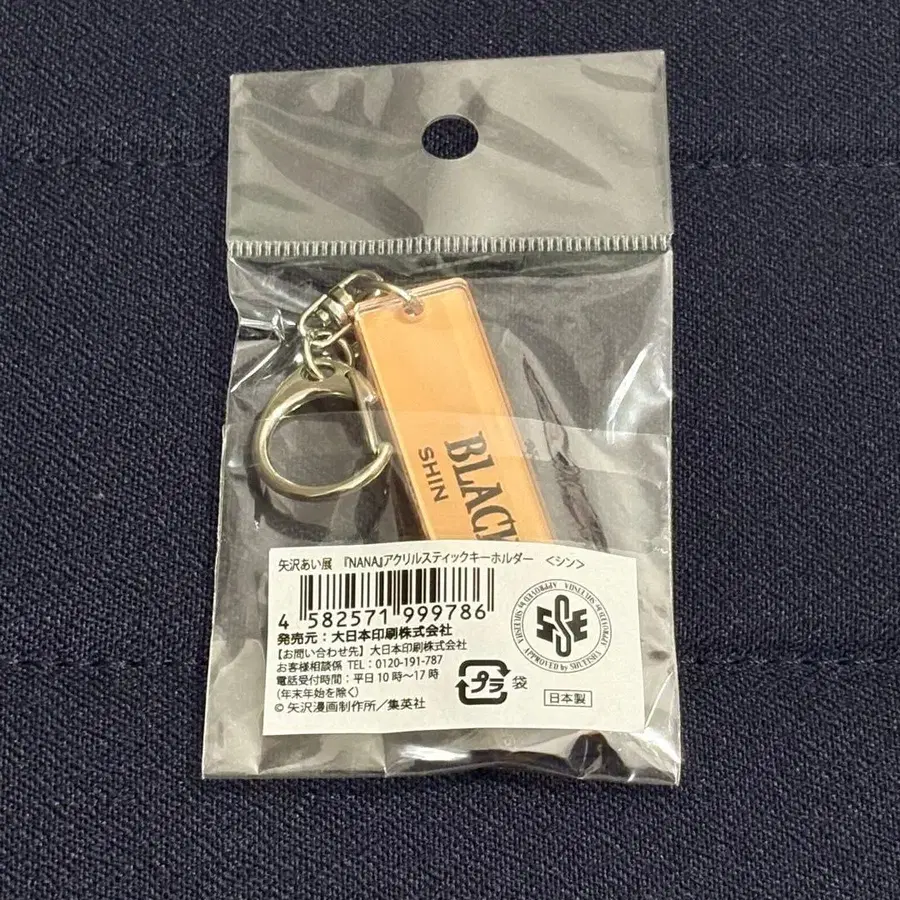 BLACK
SHIN
矢沢あい展 『NANA』アクリルスティックキーホルダー <シン>
4 582571 999786
発売元：大日本印刷株式会社
【お問い合わせ先】大日本印刷株式会社
お客様相談係 TEL：0120-191-787
電話受付時間：平日10時〜17時
（年末年始を除く）
© 矢沢漫画制作所／集英社
APPROVED by SHUEISHA
APPROVED by SHUEISHA
SSE
プラ 袋
日本製